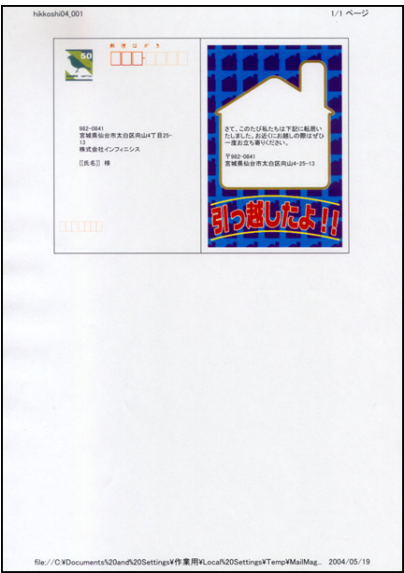 hikkoshi04_001
1/1 ページ
郵便はがき
50
982-0841
宮城県仙台市太白区向山4丁目25-
13
株式会社インフィニシス
[[氏名]] 様
さて、このたび私たちは下記に転居い
たしました。お近くにお越しの際はぜひ
一度お立ち寄りください。
〒982-0841
宮城県仙台市太白区向山4-25-13
引っ越したよ!!
file://C:¥Documents%20and%20Settings¥作業用¥Local%20Settings¥Temp¥MailMag... 2004/05/19